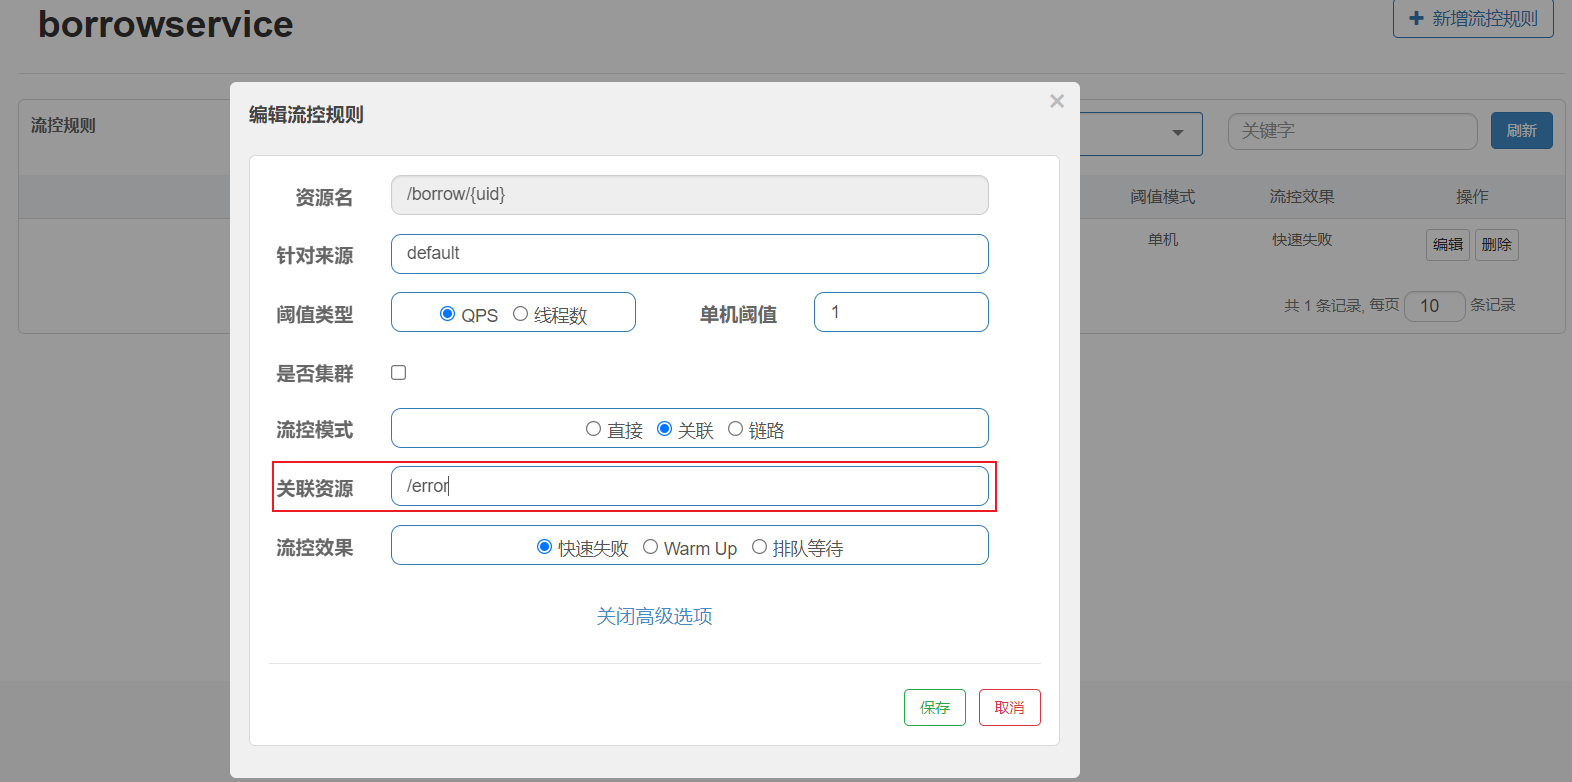 borrowservice
新增流控规则
流控规则
关键字
刷新
阈值模式 流控效果 操作
单机 快速失败 编辑 删除
共 1 条记录, 每页 10 条记录
编辑流控规则
×
资源名 /borrow/{uid}
针对来源 default
阈值类型 QPS 线程数 单机阈值 1
是否集群
流控模式 直接 关联 链路
关联资源 /error
流控效果 快速失败 Warm Up 排队等待
关闭高级选项
保存 取消